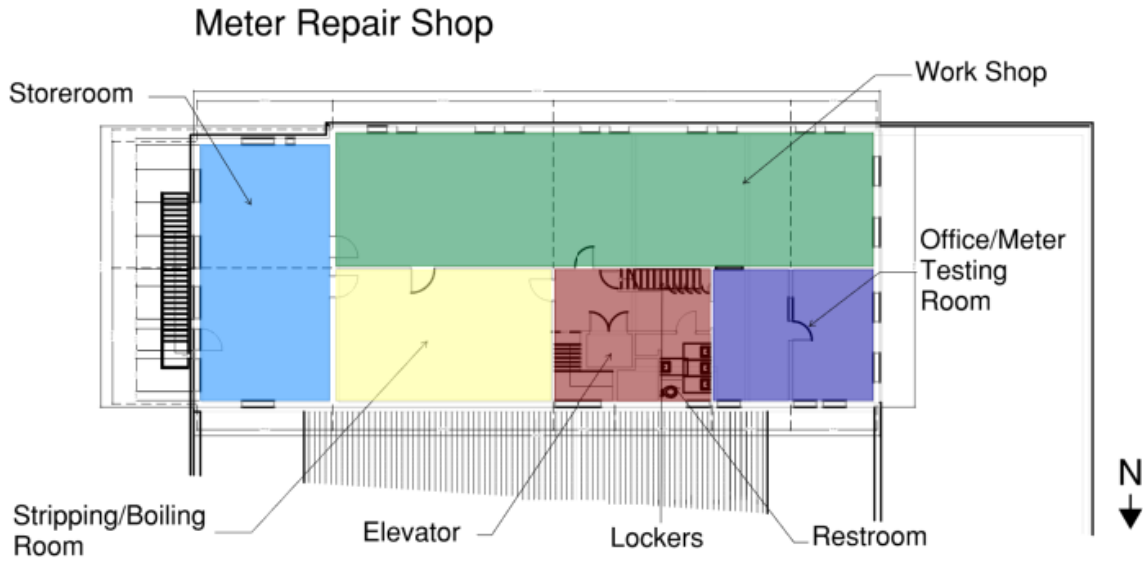 Meter Repair Shop
Storeroom
Work Shop
Office/Meter
Testing
Room
Stripping/Boiling
Room
Elevator
Lockers
Restroom
N